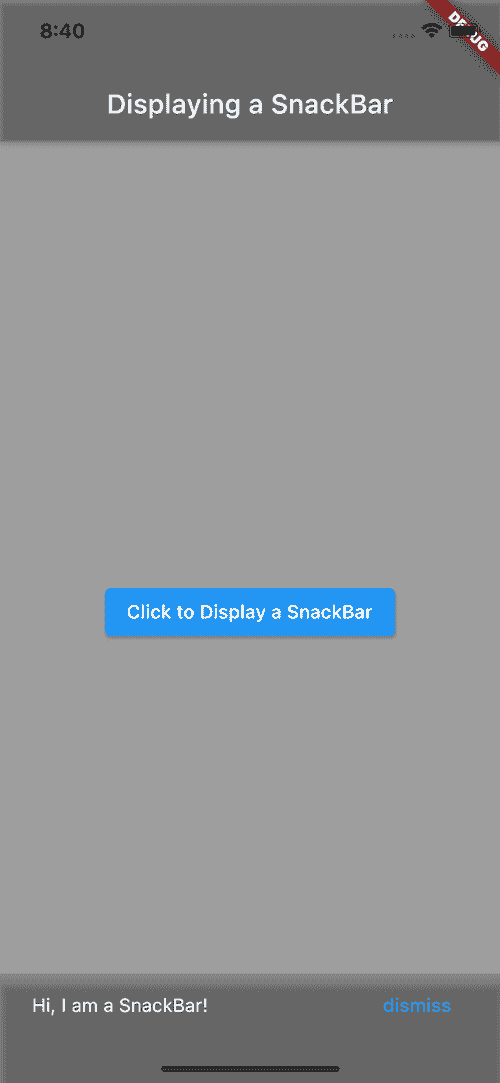 8:40
DEBUG
Displaying a SnackBar
Click to Display a SnackBar
Hi, I am a SnackBar!
dismiss